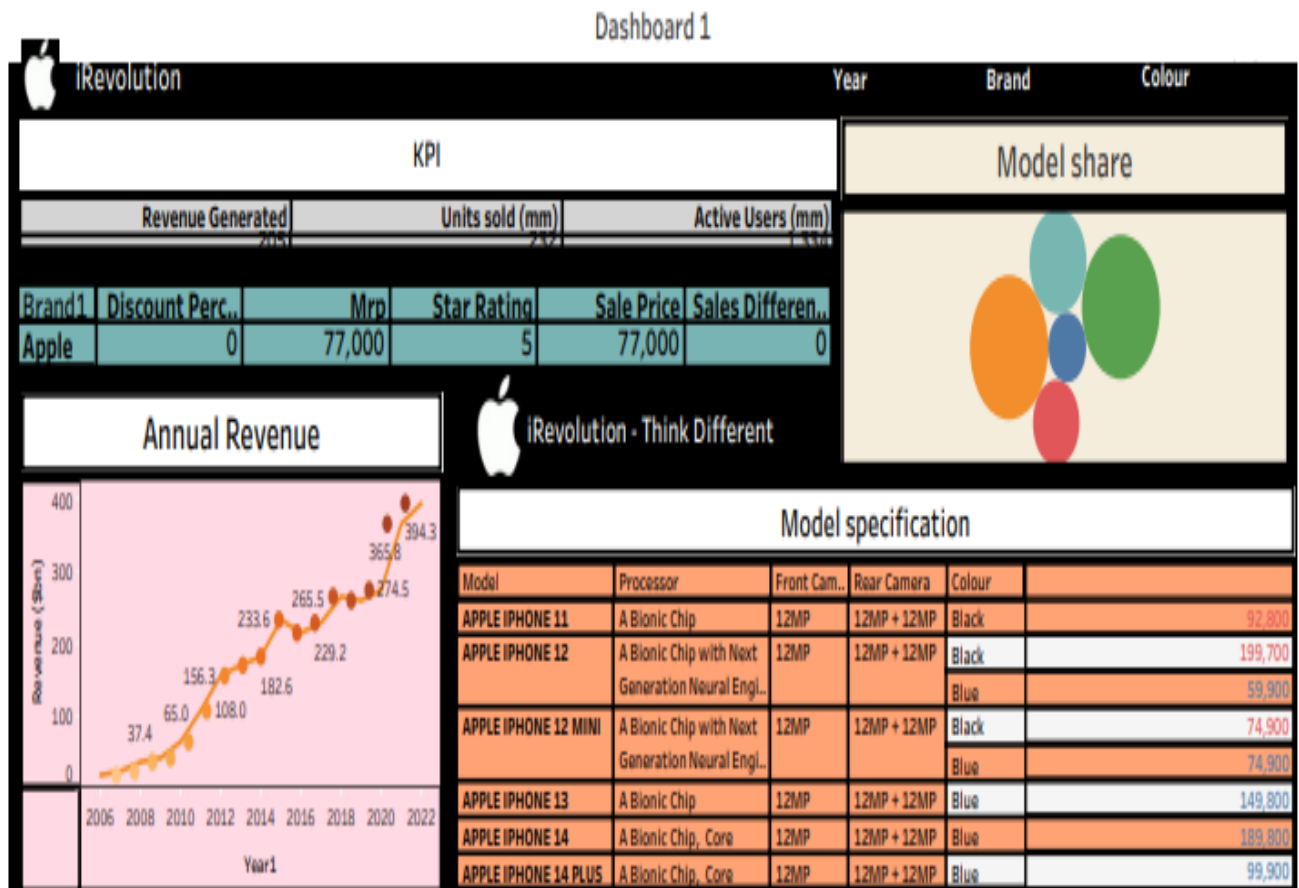 Dashboard 1
iRevolution
Year Brand Colour
KPI
Model share
Revenue Generated Units sold (mm) Active Users (mm)
205 232 1,334
Brand1 Discount Perc.. Mrp Star Rating Sale Price Sales Differen..
Apple 0 77,000 5 77,000 0
Annual Revenue
iRevolution - Think Different
400
300
200
100
0
Revenue ($bn)
394.3
365.8
274.5
265.5
233.6
229.2
182.6
156.3
108.0
65.0
37.4
2006 2008 2010 2012 2014 2016 2018 2020 2022
Year1
Model specification
Model Processor Front Cam.. Rear Camera Colour
APPLE IPHONE 11 A Bionic Chip 12MP 12MP + 12MP Black 92,800
APPLE IPHONE 12 A Bionic Chip with Next 12MP 12MP + 12MP Black 199,700
Generation Neural Engi.. Blue 59,900
APPLE IPHONE 12 MINI A Bionic Chip with Next 12MP 12MP + 12MP Black 74,900
Generation Neural Engi.. Blue 74,900
APPLE IPHONE 13 A Bionic Chip 12MP 12MP + 12MP Blue 149,800
APPLE IPHONE 14 A Bionic Chip, Core 12MP 12MP + 12MP Blue 189,800
APPLE IPHONE 14 PLUS A Bionic Chip, Core 12MP 12MP + 12MP Blue 99,900